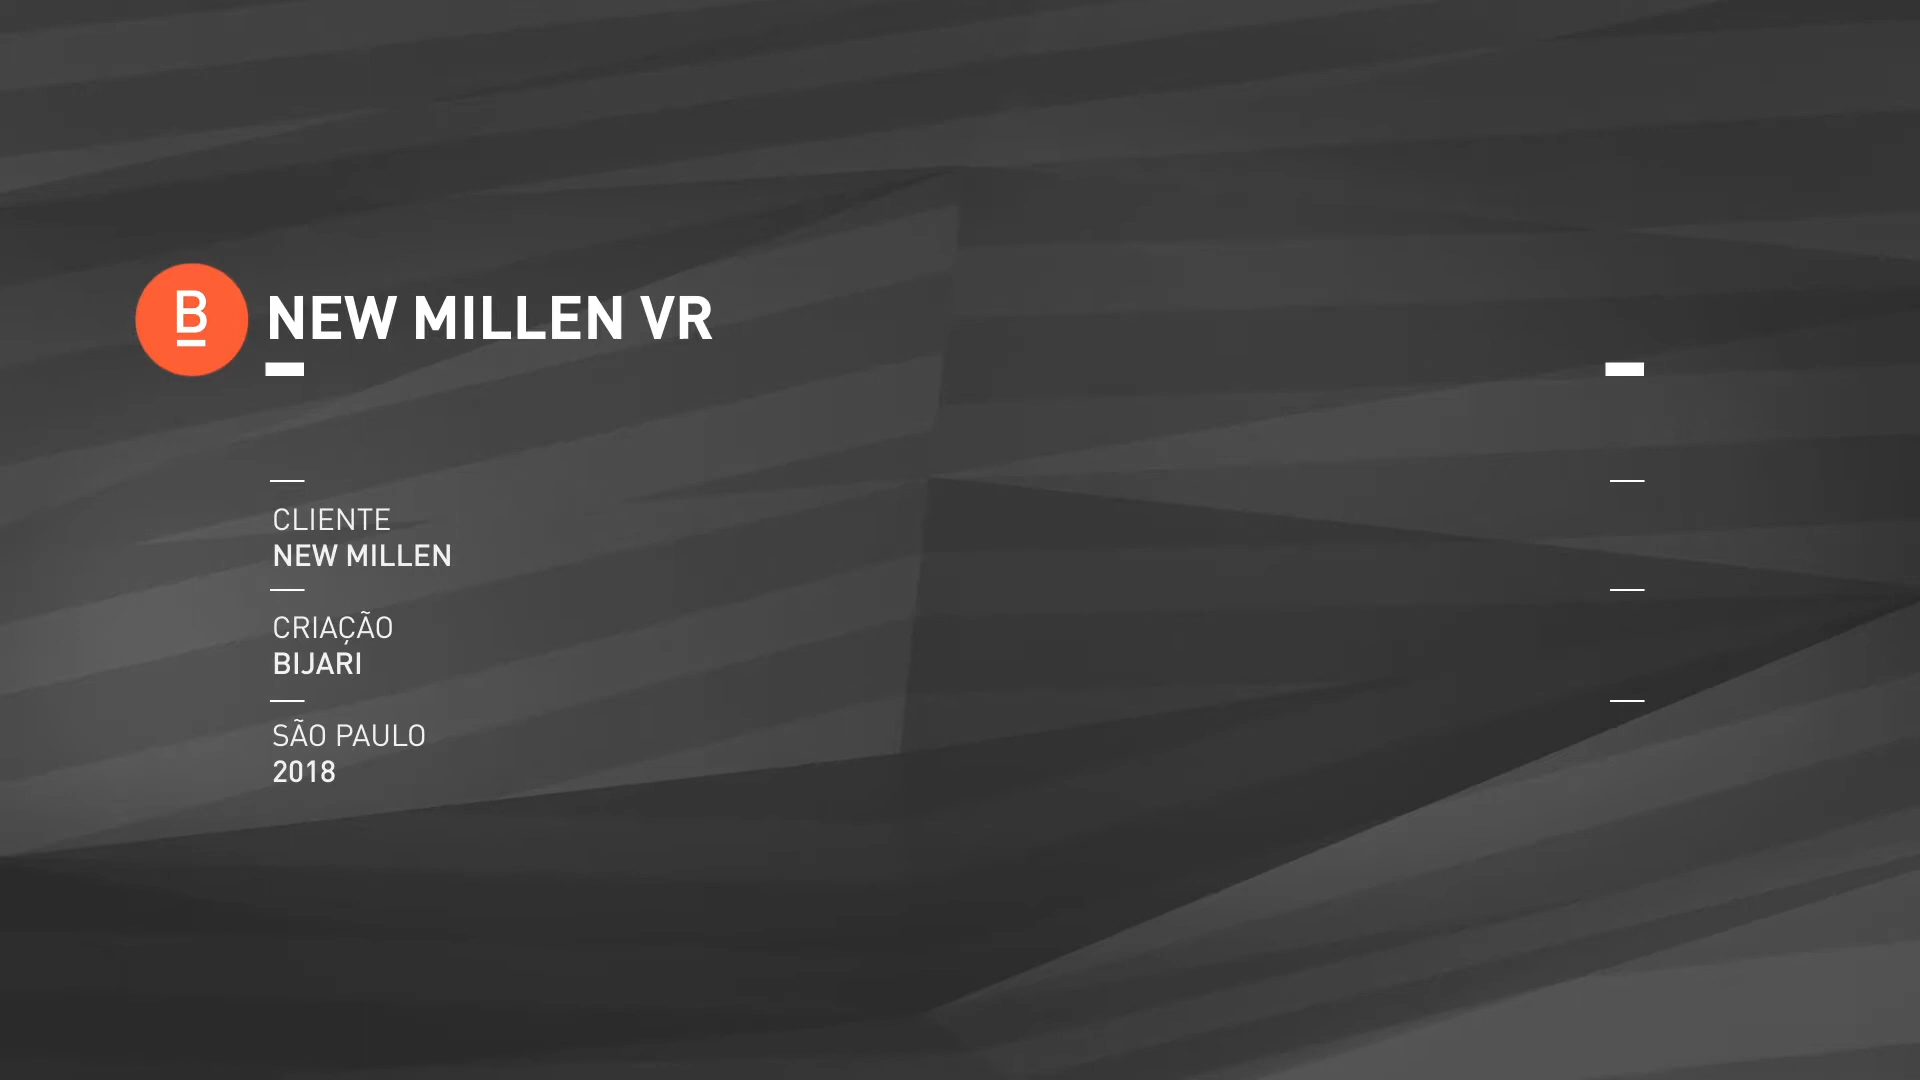 B
NEW MILLEN VR
CLIENTE
NEW MILLEN
CRIAÇÃO
BIJARI
SÃO PAULO
2018